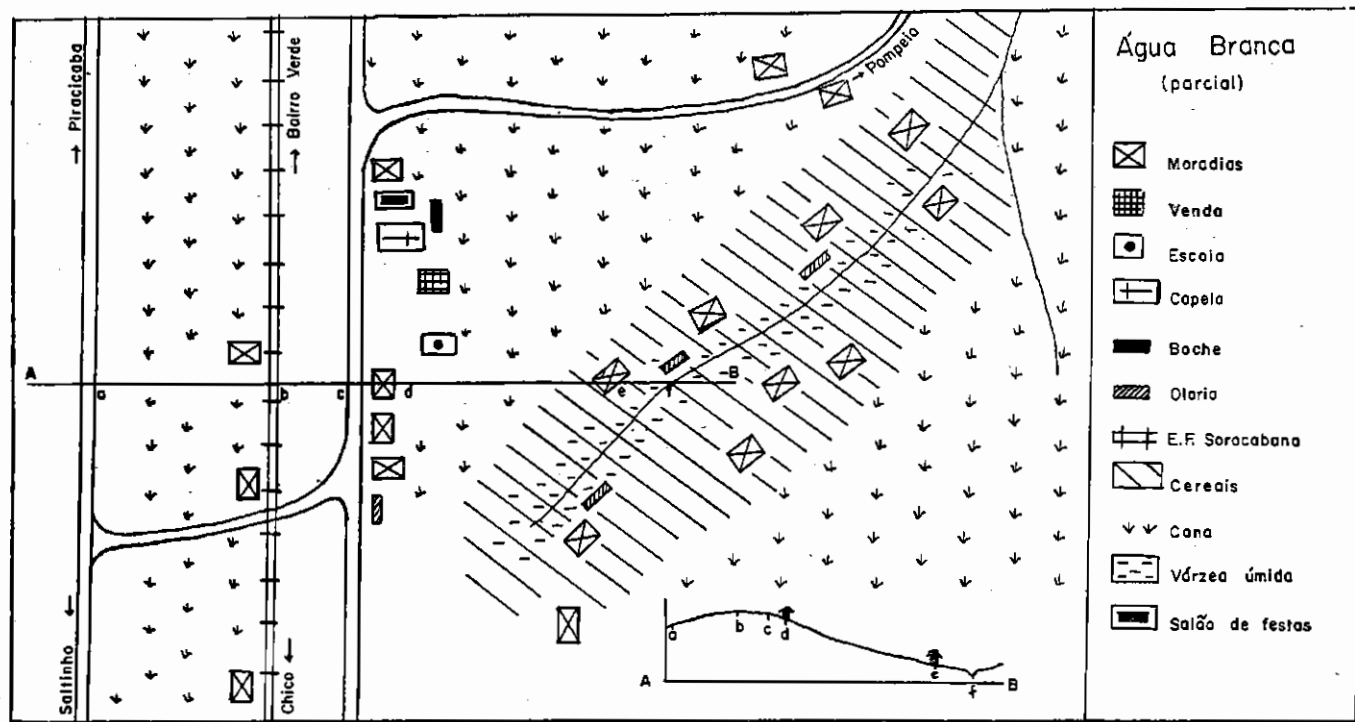 → Piracicaba
→ Bairro Verde
→ Pompeia
A
a
b
c
d
e
f
B
Saltinho ←
Chico ←
a
b
c
d
e
f
A
B
Água Branca
(parcial)
Moradias
Venda
Escola
Capela
Boche
Olaria
E.F. Sorocabana
Cereais
Cana
Várzea úmida
Salão de festas